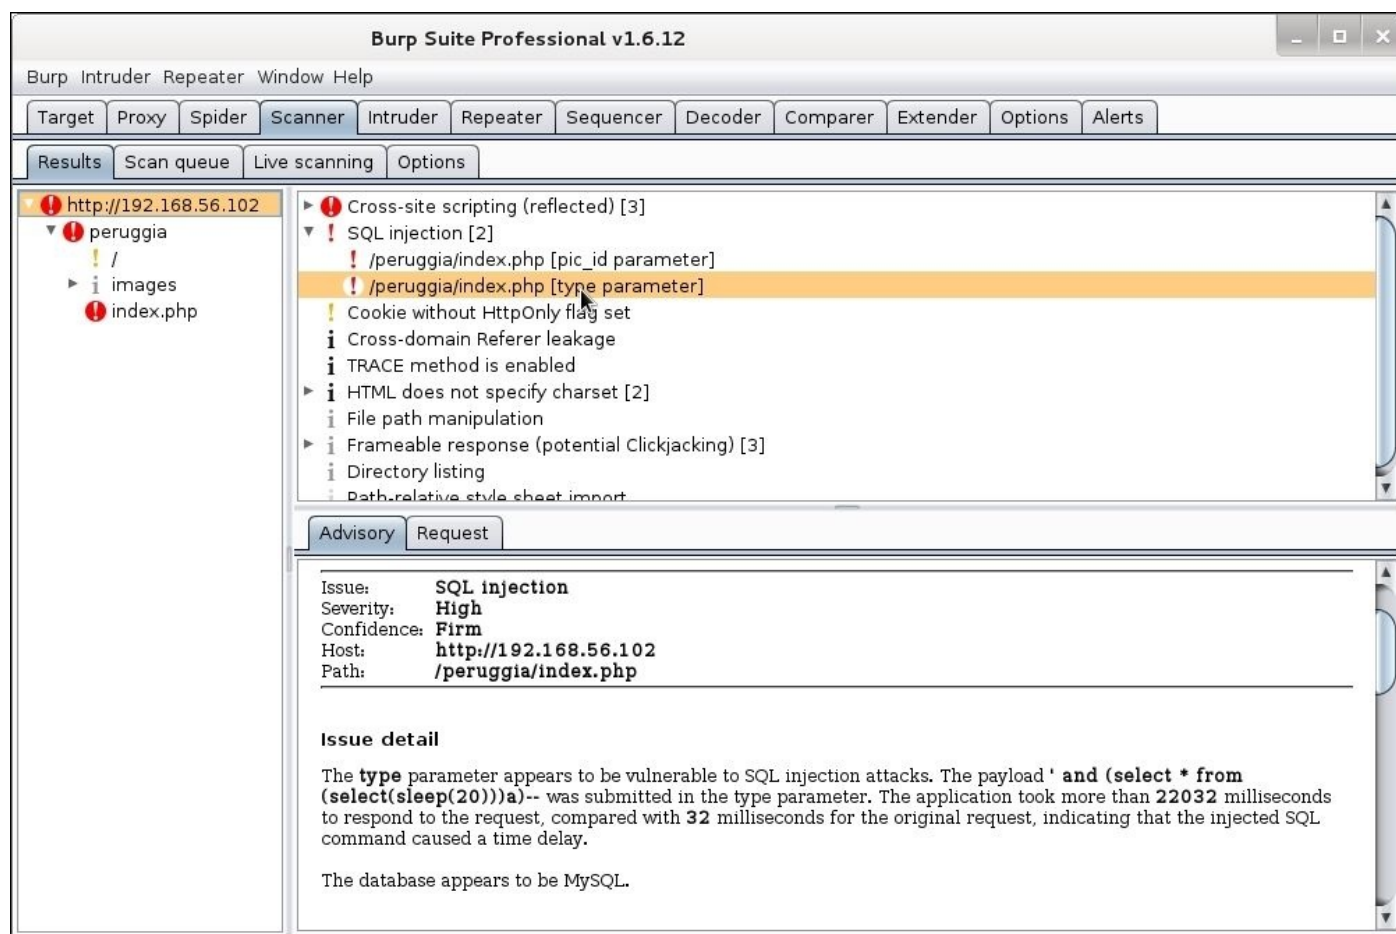 Burp Suite Professional v1.6.12
Burp Intruder Repeater Window Help
Target Proxy Spider Scanner Intruder Repeater Sequencer Decoder Comparer Extender Options Alerts
Results Scan queue Live scanning Options
http://192.168.56.102
peruggia
/
images
index.php
Cross-site scripting (reflected) [3]
SQL injection [2]
/peruggia/index.php [pic_id parameter]
/peruggia/index.php [type parameter]
Cookie without HttpOnly flag set
Cross-domain Referer leakage
TRACE method is enabled
HTML does not specify charset [2]
File path manipulation
Frameable response (potential Clickjacking) [3]
Directory listing
Path-relative style sheet import
Advisory Request
Issue: SQL injection
Severity: High
Confidence: Firm
Host: http://192.168.56.102
Path: /peruggia/index.php
Issue detail
The type parameter appears to be vulnerable to SQL injection attacks. The payload ' and (select * from
(select(sleep(20)))a)-- was submitted in the type parameter. The application took more than 22032 milliseconds
to respond to the request, compared with 32 milliseconds for the original request, indicating that the injected SQL
command caused a time delay.
The database appears to be MySQL.